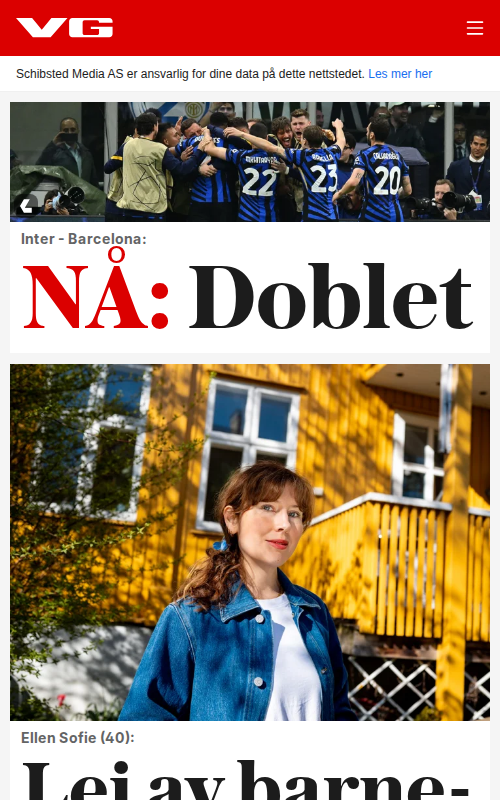 VG
Schibsted Media AS er ansvarlig for dine data på dette nettstedet. Les mer her
22
23
20
Inter - Barcelona:
NÅ: Doblet
Ellen Sofie (40):
Lei av barne-